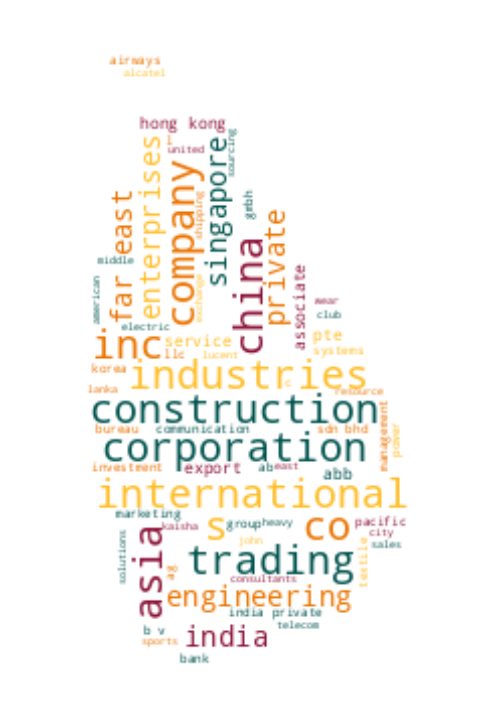 airways
alcatel
hong kong
united
sourcing
enterprises
company
singapore
shipping
gmbh
far east
private
china
middle
american
exchange
associate
wear
club
electric
inc
service
pte
llc
lucent
systems
korea
industries
c
lanka
resource
construction
management
bureau
communication
sdn bhd
power
corporation
investment
export
ab
east
abb
international
marketing
s
co
kaisha
group
heavy
pacific
city
solutions
asia
john
sales
trading
textile
ag
consultants
engineering
india private
telecom
b v
india
sports
bank